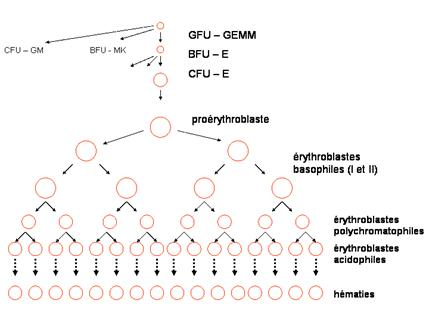 GFU – GEMM
CFU – GM
BFU - MK
BFU – E
CFU – E
proérythroblaste
érythroblastes
basophiles (I et II)
érythroblastes
polychromatophiles
érythroblastes
acidophiles
hématies